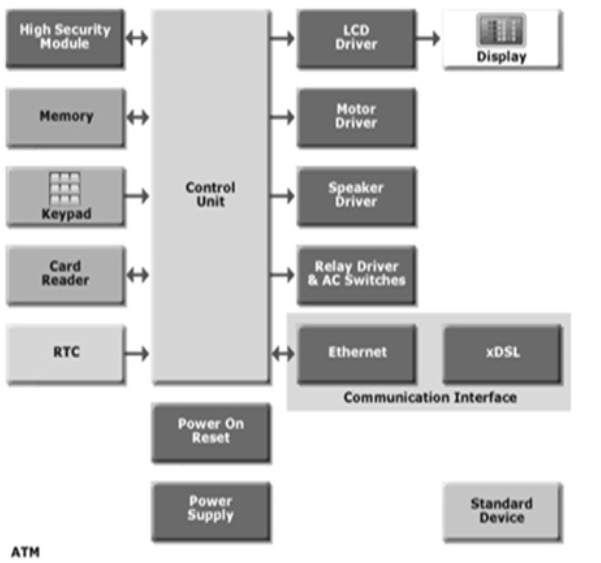 High Security
Module
LCD
Driver
Display
Memory
Motor
Driver
Control
Unit
Keypad
Speaker
Driver
Card
Reader
Relay Driver
& AC Switches
RTC
Ethernet
xDSL
Communication Interface
Power On
Reset
Power
Supply
Standard
Device
ATM